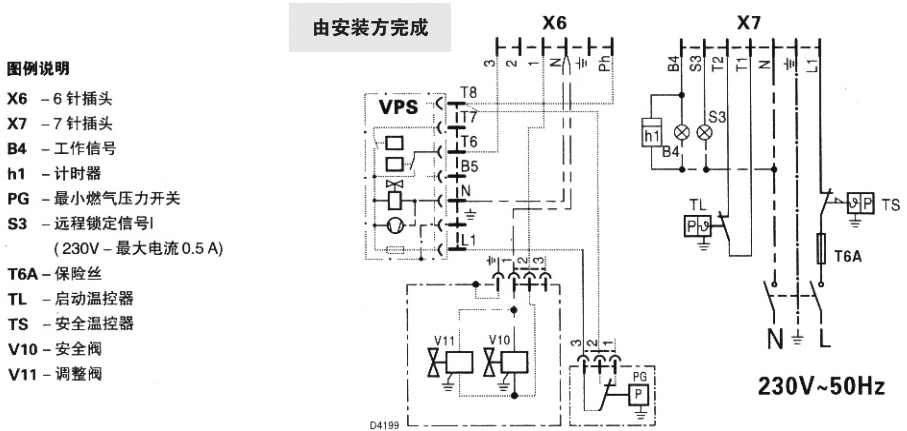 由安装方完成
X6
X7
3 2 1 N Ph
B4 S3 T2 T1 N L1
图例说明
X6 – 6 针插头
X7 – 7 针插头
B4 – 工作信号
h1 – 计时器
PG – 最小燃气压力开关
S3 – 远程锁定信号I
(230V – 最大电流 0.5 A)
T6A – 保险丝
TL – 启动温控器
TS – 安全温控器
V10 – 安全阀
V11 – 调整阀
VPS
T8
T7
T6
B5
N
L1
h1
B4
S3
TL
P
TS
P
T6A
1 2 3
V11
V10
3 2 1
PG
P
D4199
N L
230V~50Hz